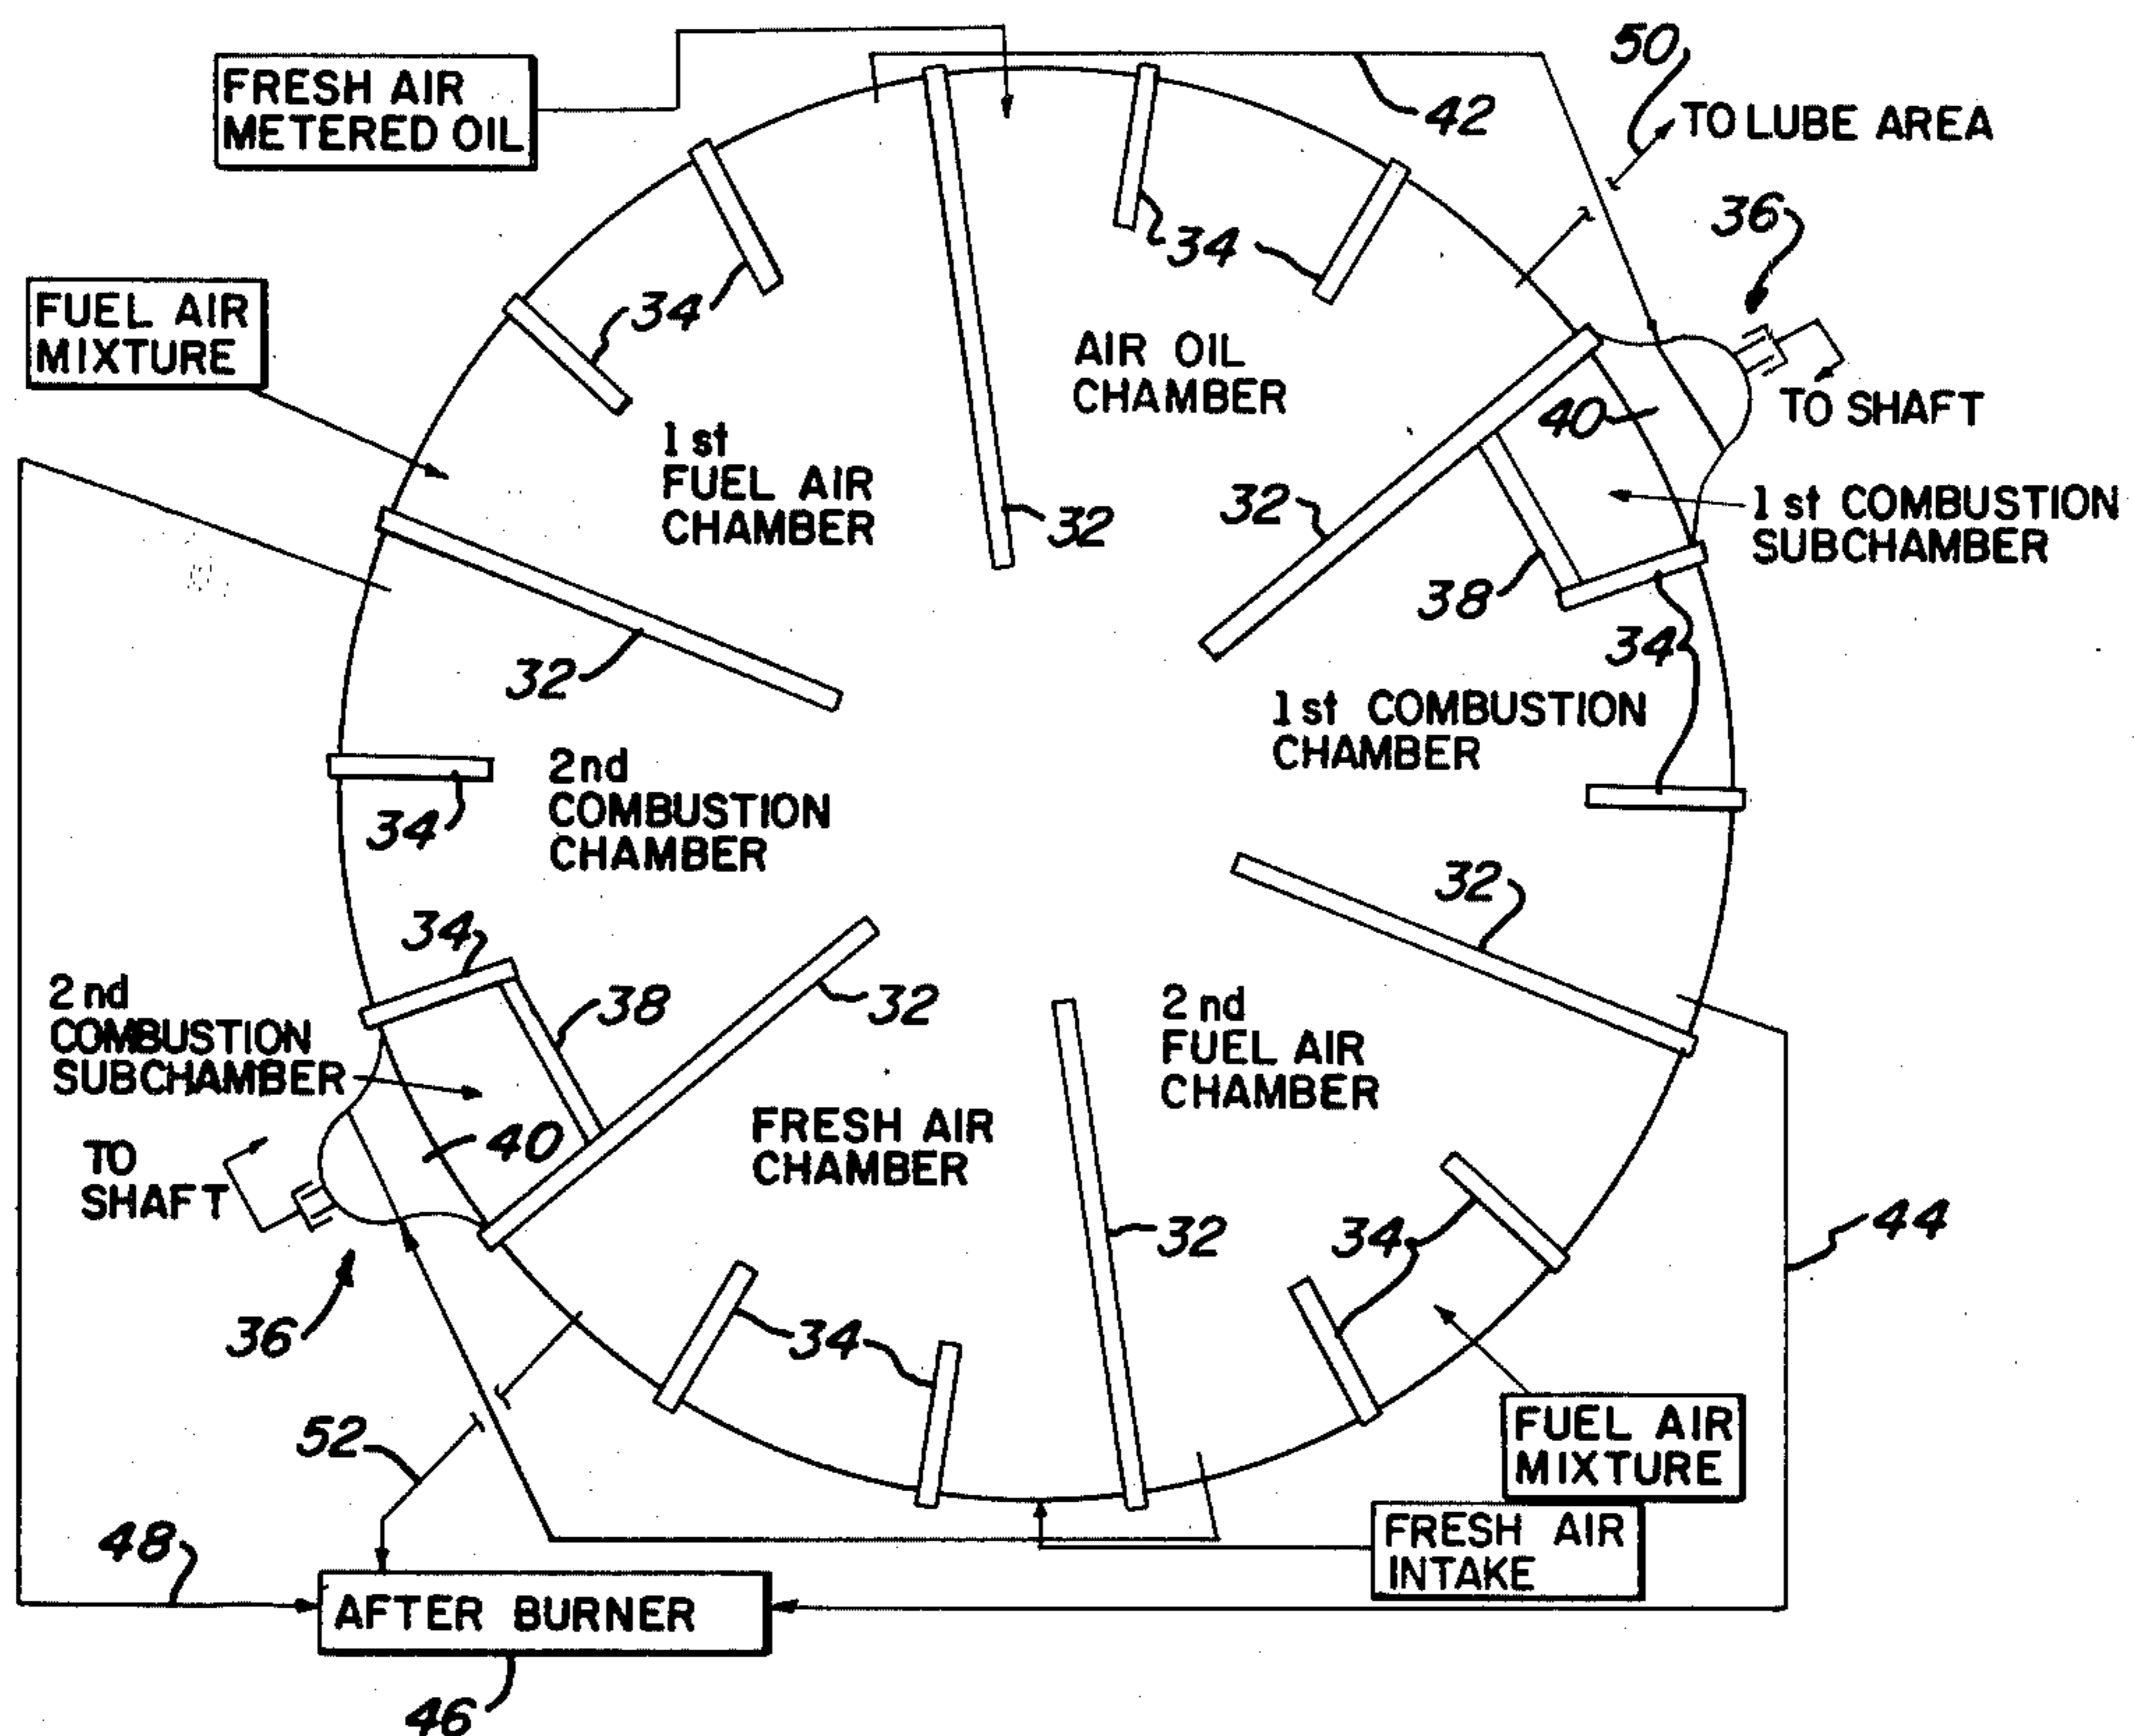 FRESH AIR
METERED OIL
42
50
TO LUBE AREA
36
34
34
FUEL AIR
MIXTURE
AIR OIL
CHAMBER
40
TO SHAFT
1st
FUEL AIR
CHAMBER
32
32
1st COMBUSTION
SUBCHAMBER
38
34
32
1st COMBUSTION
CHAMBER
2nd
COMBUSTION
CHAMBER
34
32
34
38
32
2nd
COMBUSTION
SUBCHAMBER
2nd
FUEL AIR
CHAMBER
FRESH AIR
CHAMBER
40
TO
SHAFT
32
34
44
36
34
52
FUEL AIR
MIXTURE
FRESH AIR
INTAKE
48
AFTER BURNER
46